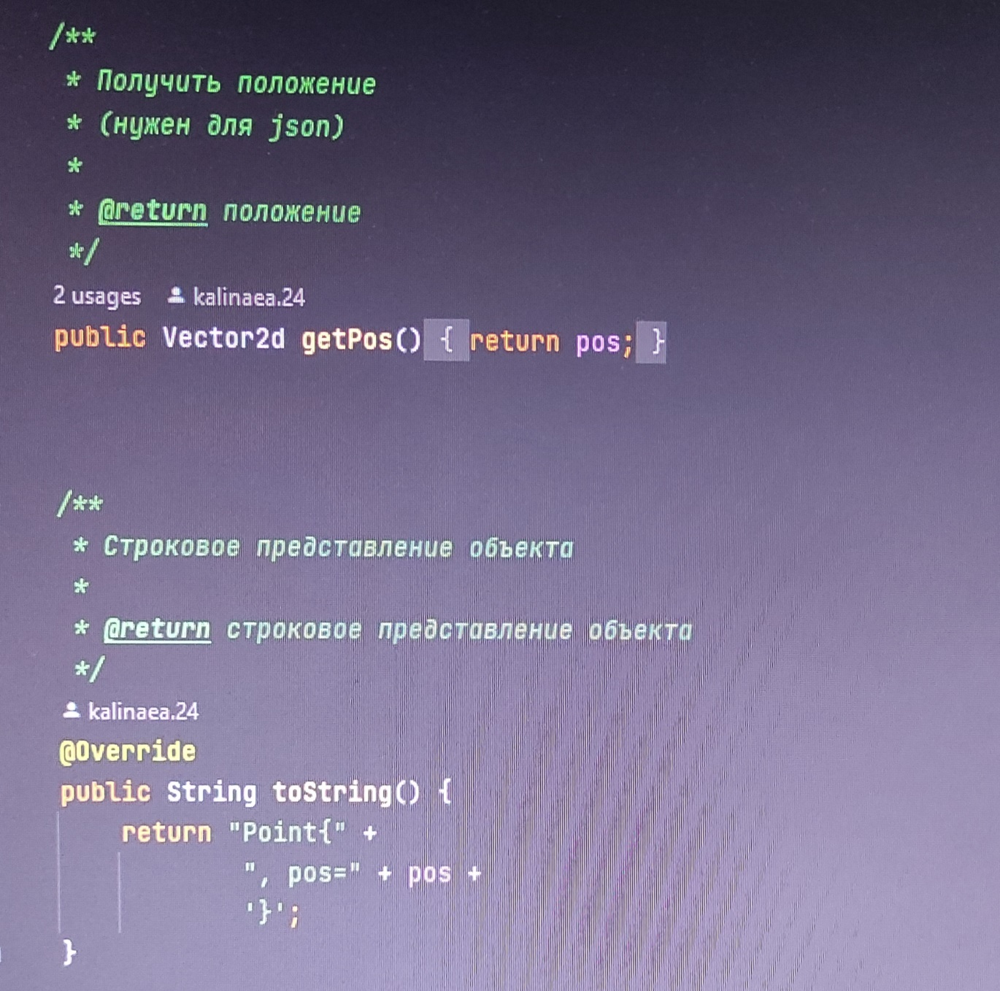 /**
* Получить положение
* (нужен для json)
*
* @return положение
*/
2 usages kalinaea.24
public Vector2d getPos() { return pos; }
/**
* Строковое представление объекта
*
* @return строковое представление объекта
*/
kalinaea.24
@Override
public String toString() {
return "Point{" +
", pos=" + pos +
'}';
}